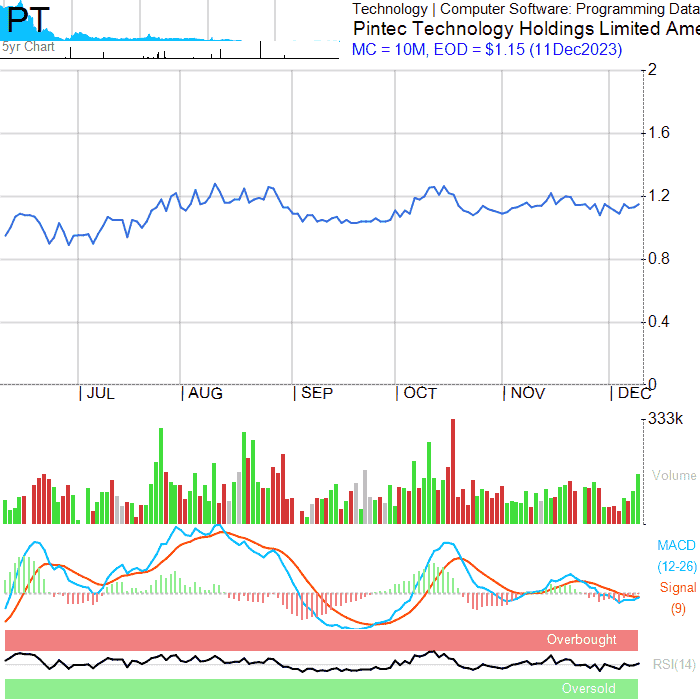 PT
5yr Chart
Technology | Computer Software: Programming Data
Pintec Technology Holdings Limited Ame
MC = 10M, EOD = $1.15 (11Dec2023)
2
1.6
1.2
0.8
0.4
0
| JUL | AUG | SEP | OCT | NOV | DEC
333k
Volume
MACD
(12-26)
Signal
(9)
Overbought
RSI(14)
Oversold